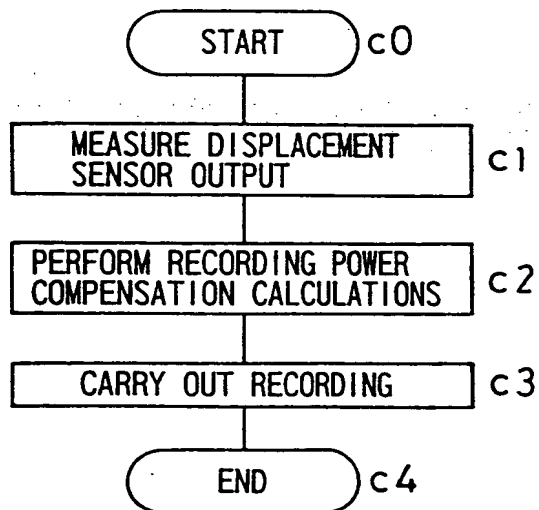 START c0
MEASURE DISPLACEMENT
SENSOR OUTPUT c1
PERFORM RECORDING POWER
COMPENSATION CALCULATIONS c2
CARRY OUT RECORDING c3
END c4